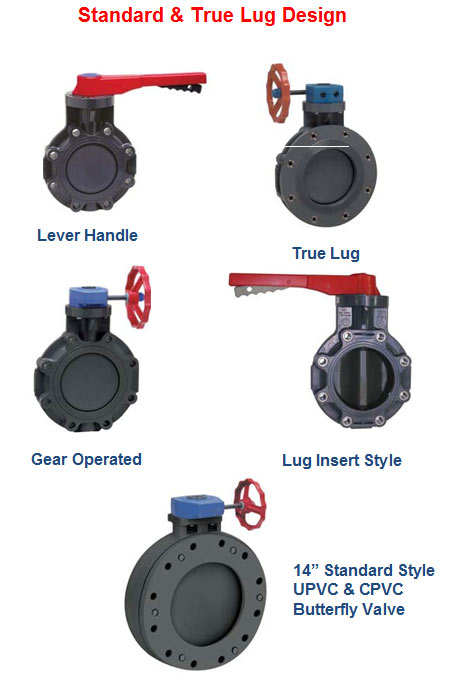 Standard & True Lug Design
Lever Handle
True Lug
Gear Operated
Lug Insert Style
14” Standard Style
UPVC & CPVC
Butterfly Valve